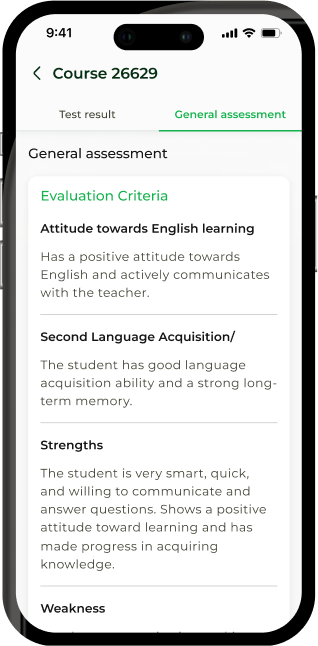 9:41
Course 26629
Test result
General assessment
General assessment
Evaluation Criteria
Attitude towards English learning
Has a positive attitude towards
English and actively communicates
with the teacher.
Second Language Acquisition/
The student has good language
acquisition ability and a strong long-
term memory.
Strengths
The student is very smart, quick,
and willing to communicate and
answer questions. Shows a positive
attitude toward learning and has
made progress in acquiring
knowledge.
Weakness